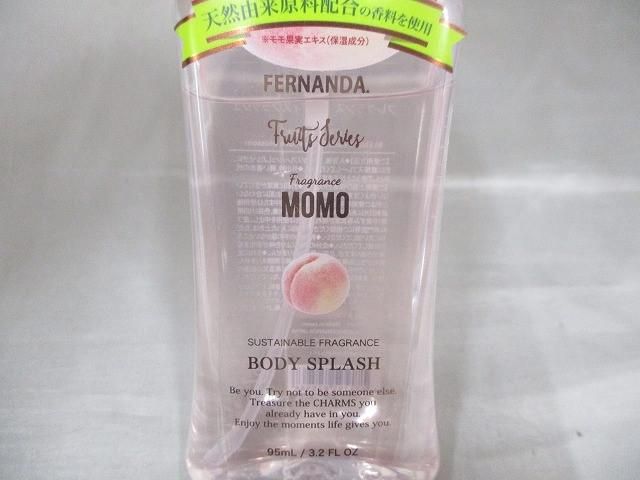 天然由来原料配合の香料を使用
※モモ果実エキス(保湿成分)
FERNANDA.
Fruits Series
Fragrance
MOMO
SUSTAINABLE FRAGRANCE
BODY SPLASH
Be you. Try not to be someone else.
Treasure the CHARMS you
already have in you.
Enjoy the moments life gives you.
95mL / 3.2 FL OZ